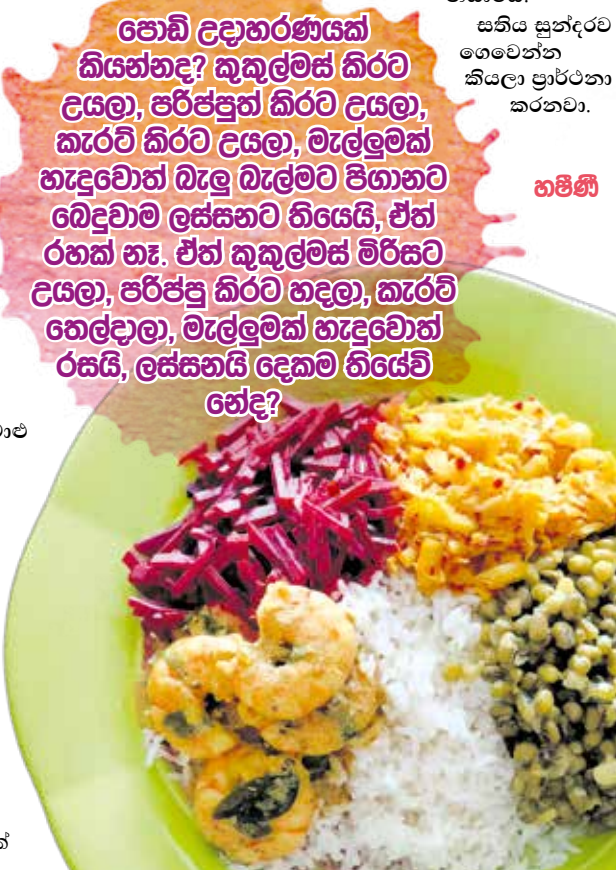 පොඩි උදාහරණයක්
කියන්නද? කුකුල්මස් කිරට
උයලා, පරිප්පුත් කිරට උයලා,
කැරට් කිරට උයලා, මැල්ලුමක්
හැදුවොත් බැලු බැල්මට පිගානට
බෙදුවාම ලස්සනට තියෙයි, ඒත්
රහක් නෑ. ඒත් කුකුල්මස් මිරිසට
උයලා, පරිප්පු කිරට හදලා, කැරට්
තෙල්දාලා, මැල්ලුමක් හැදුවොත්
රසයි, ලස්සනයි දෙකම තියේවි
නේද?
සතිය සුන්දරව
ගෙවෙන්න
කියලා ප්‍රාර්ථනා
කරනවා.
හෂිණී